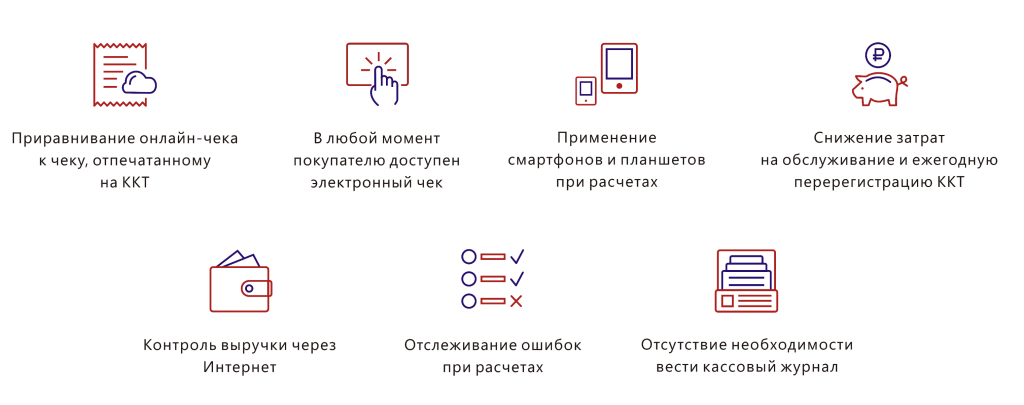 Приравнивание онлайн-чека
к чеку, отпечатанному
на ККТ
В любой момент
покупателю доступен
электронный чек
Применение
смартфонов и планшетов
при расчетах
Снижение затрат
на обслуживание и ежегодную
перерегистрацию ККТ
Контроль выручки через
Интернет
Отслеживание ошибок
при расчетах
Отсутствие необходимости
вести кассовый журнал